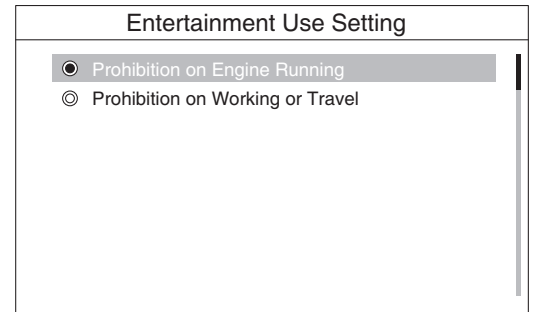 Entertainment Use Setting
Prohibition on Engine Running
Prohibition on Working or Travel